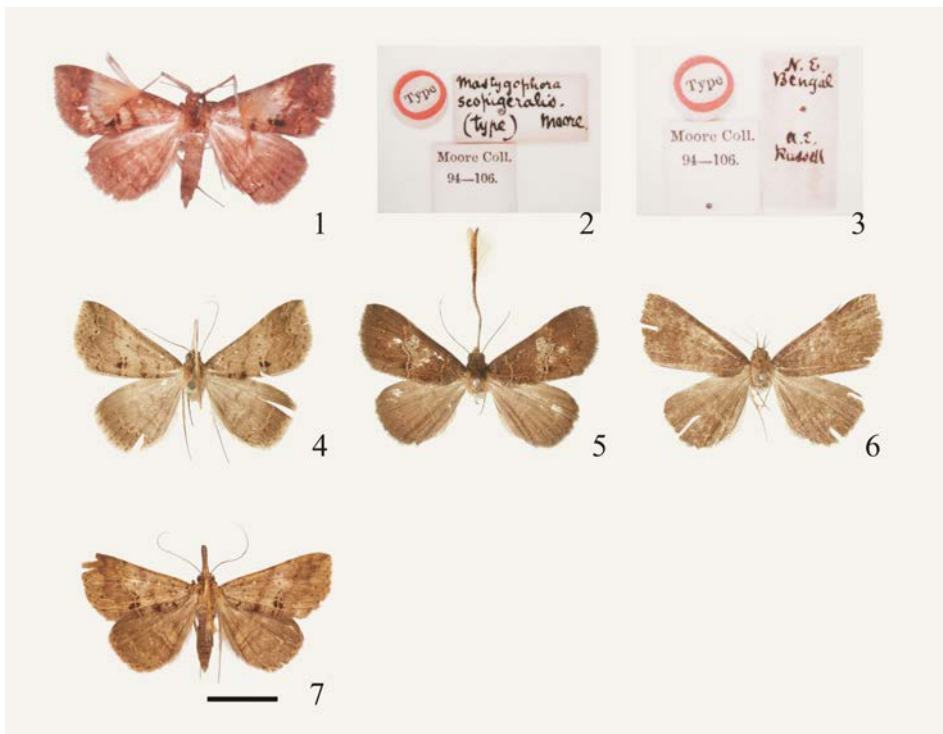 Type
Mastygophora
scopigeralis.
(type) Moore.
Moore Coll.
94—106.
Type
N. E.
Bengal
Moore Coll.
94—106.
A. E.
Russell
1
2
3
4
5
6
7